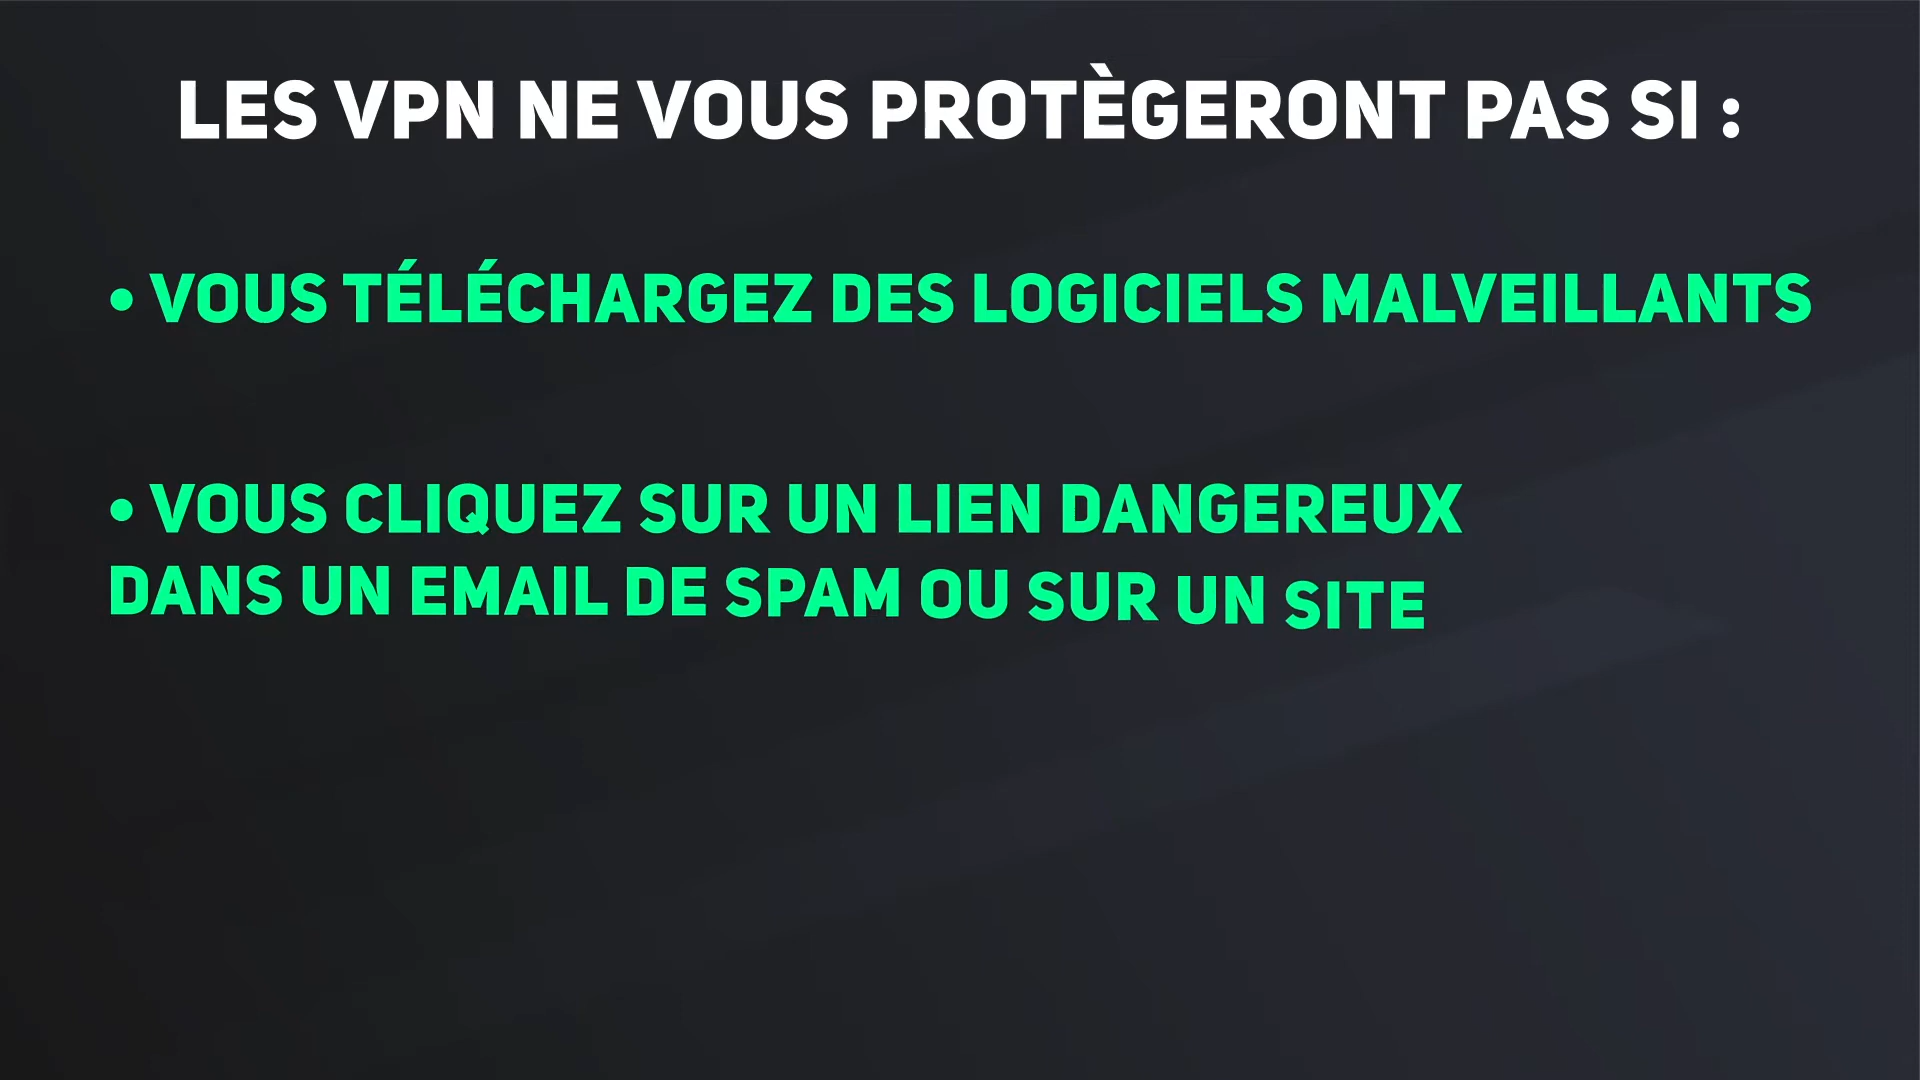 LES VPN NE VOUS PROTÈGERONT PAS SI :
• VOUS TÉLÉCHARGEZ DES LOGICIELS MALVEILLANTS
• VOUS CLIQUEZ SUR UN LIEN DANGEREUX
DANS UN EMAIL DE SPAM OU SUR UN SITE